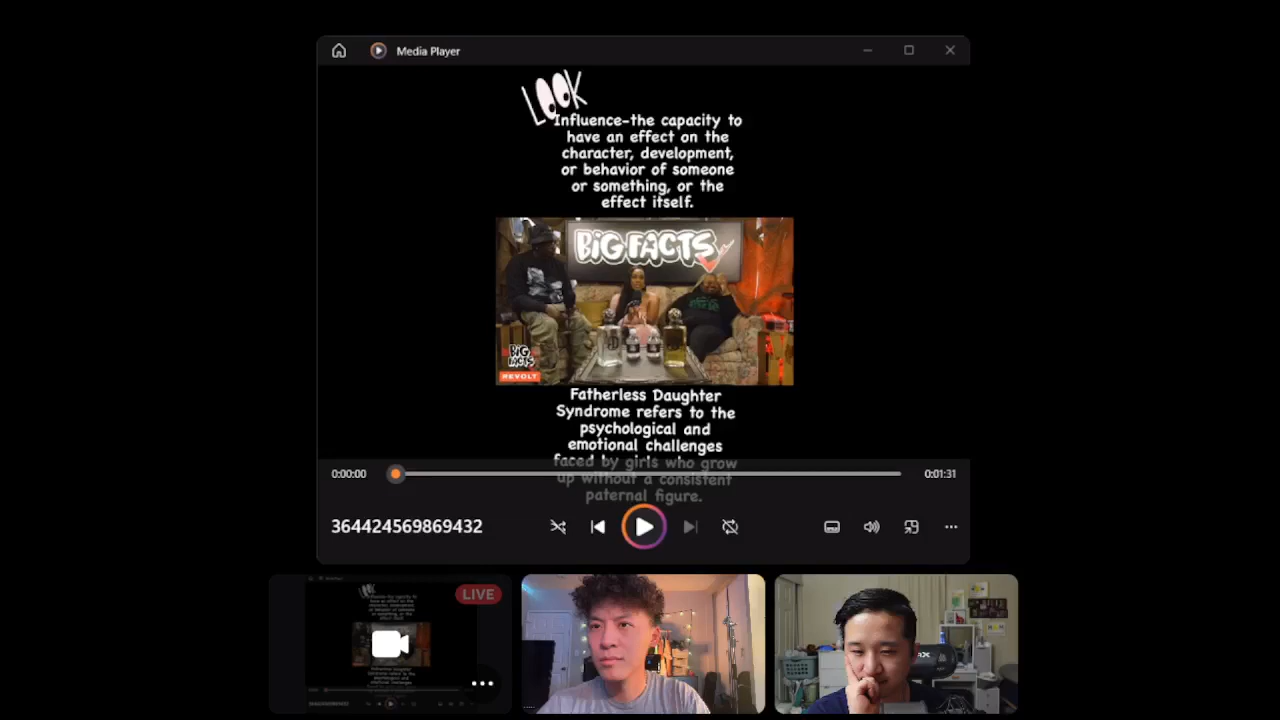 Media Player
LOOK
Influence-the capacity to
have an effect on the
character, development,
or behavior of someone
or something, or the
effect itself.
BIG FACTS
BIG
FACTS
REVOLT
Fatherless Daughter
Syndrome refers to the
psychological and
emotional challenges
faced by girls who grow
up without a consistent
paternal figure.
0:00:00
0:01:31
364424569869432
LIVE